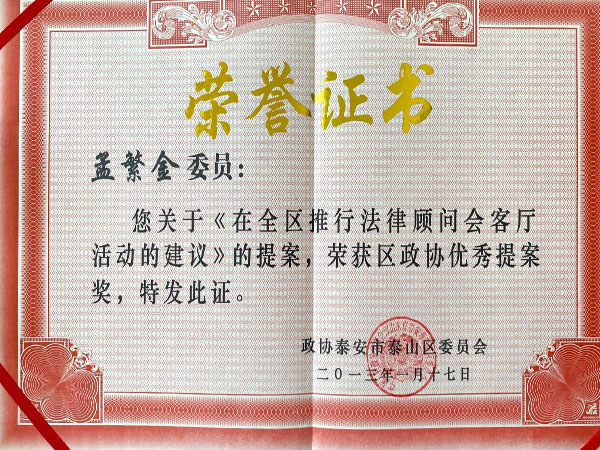 荣誉证书
孟繁金委员：
您关于《在全区推行法律顾问会客厅
活动的建议》的提案，荣获区政协优秀提案
奖，特发此证。
政协泰安市泰山区委员会
二〇一三年一月十七日